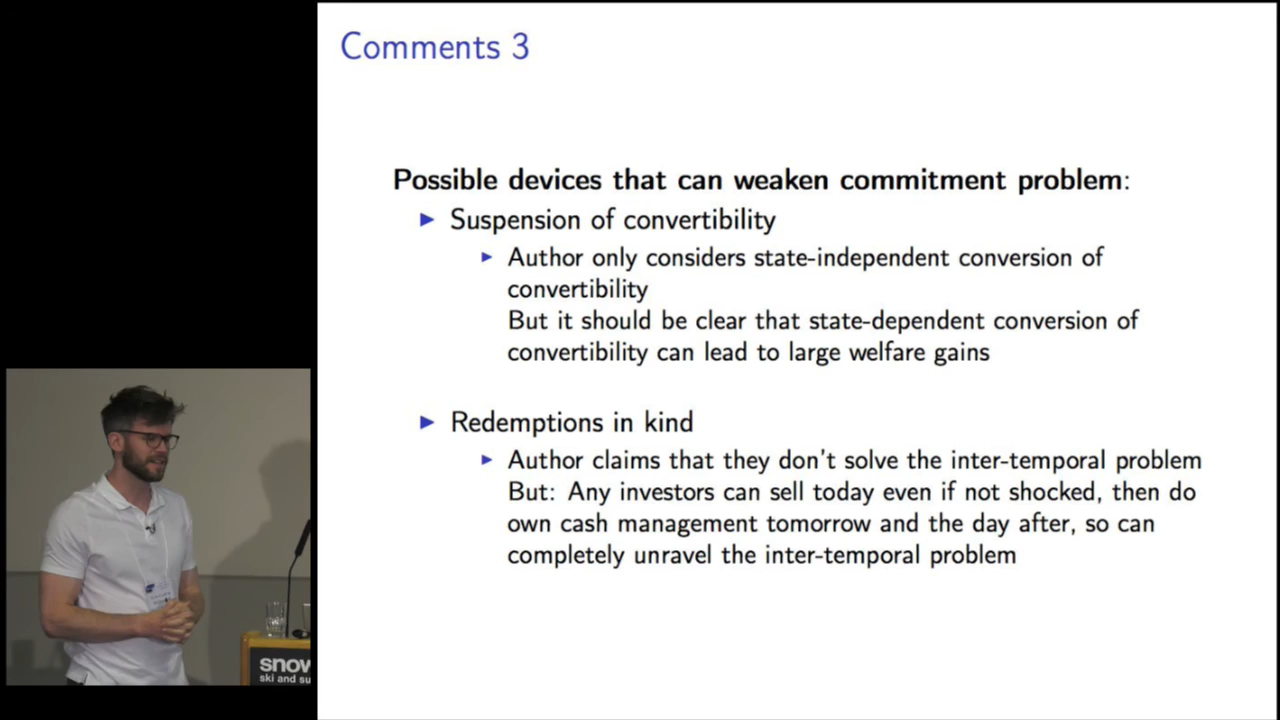 Comments 3
Possible devices that can weaken commitment problem:
Suspension of convertibility
Author only considers state-independent conversion of
convertibility
But it should be clear that state-dependent conversion of
convertibility can lead to large welfare gains
Redemptions in kind
Author claims that they don't solve the inter-temporal problem
But: Any investors can sell today even if not shocked, then do
own cash management tomorrow and the day after, so can
completely unravel the inter-temporal problem
snow
ski and su